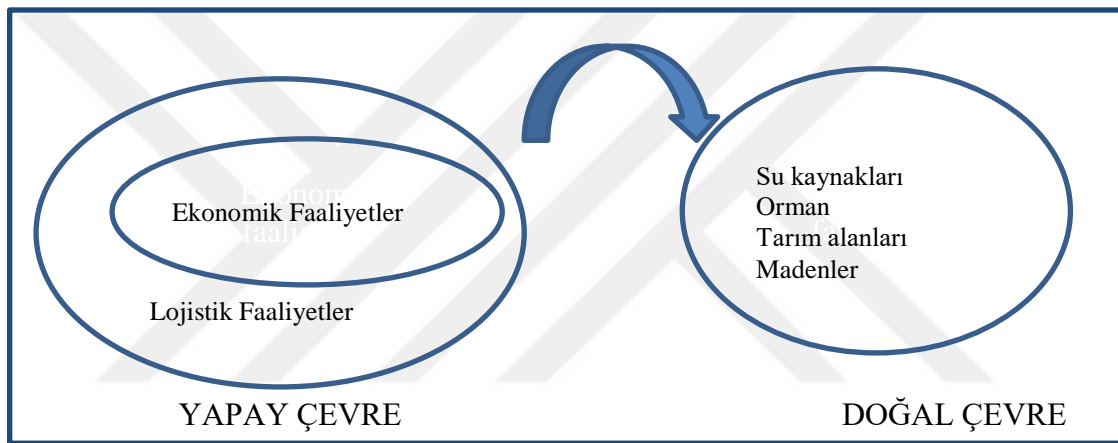 Ekonomik Faaliyetler
Lojistik Faaliyetler
Su kaynakları
Orman
Tarım alanları
Madenler
YAPAY ÇEVRE
DOĞAL ÇEVRE